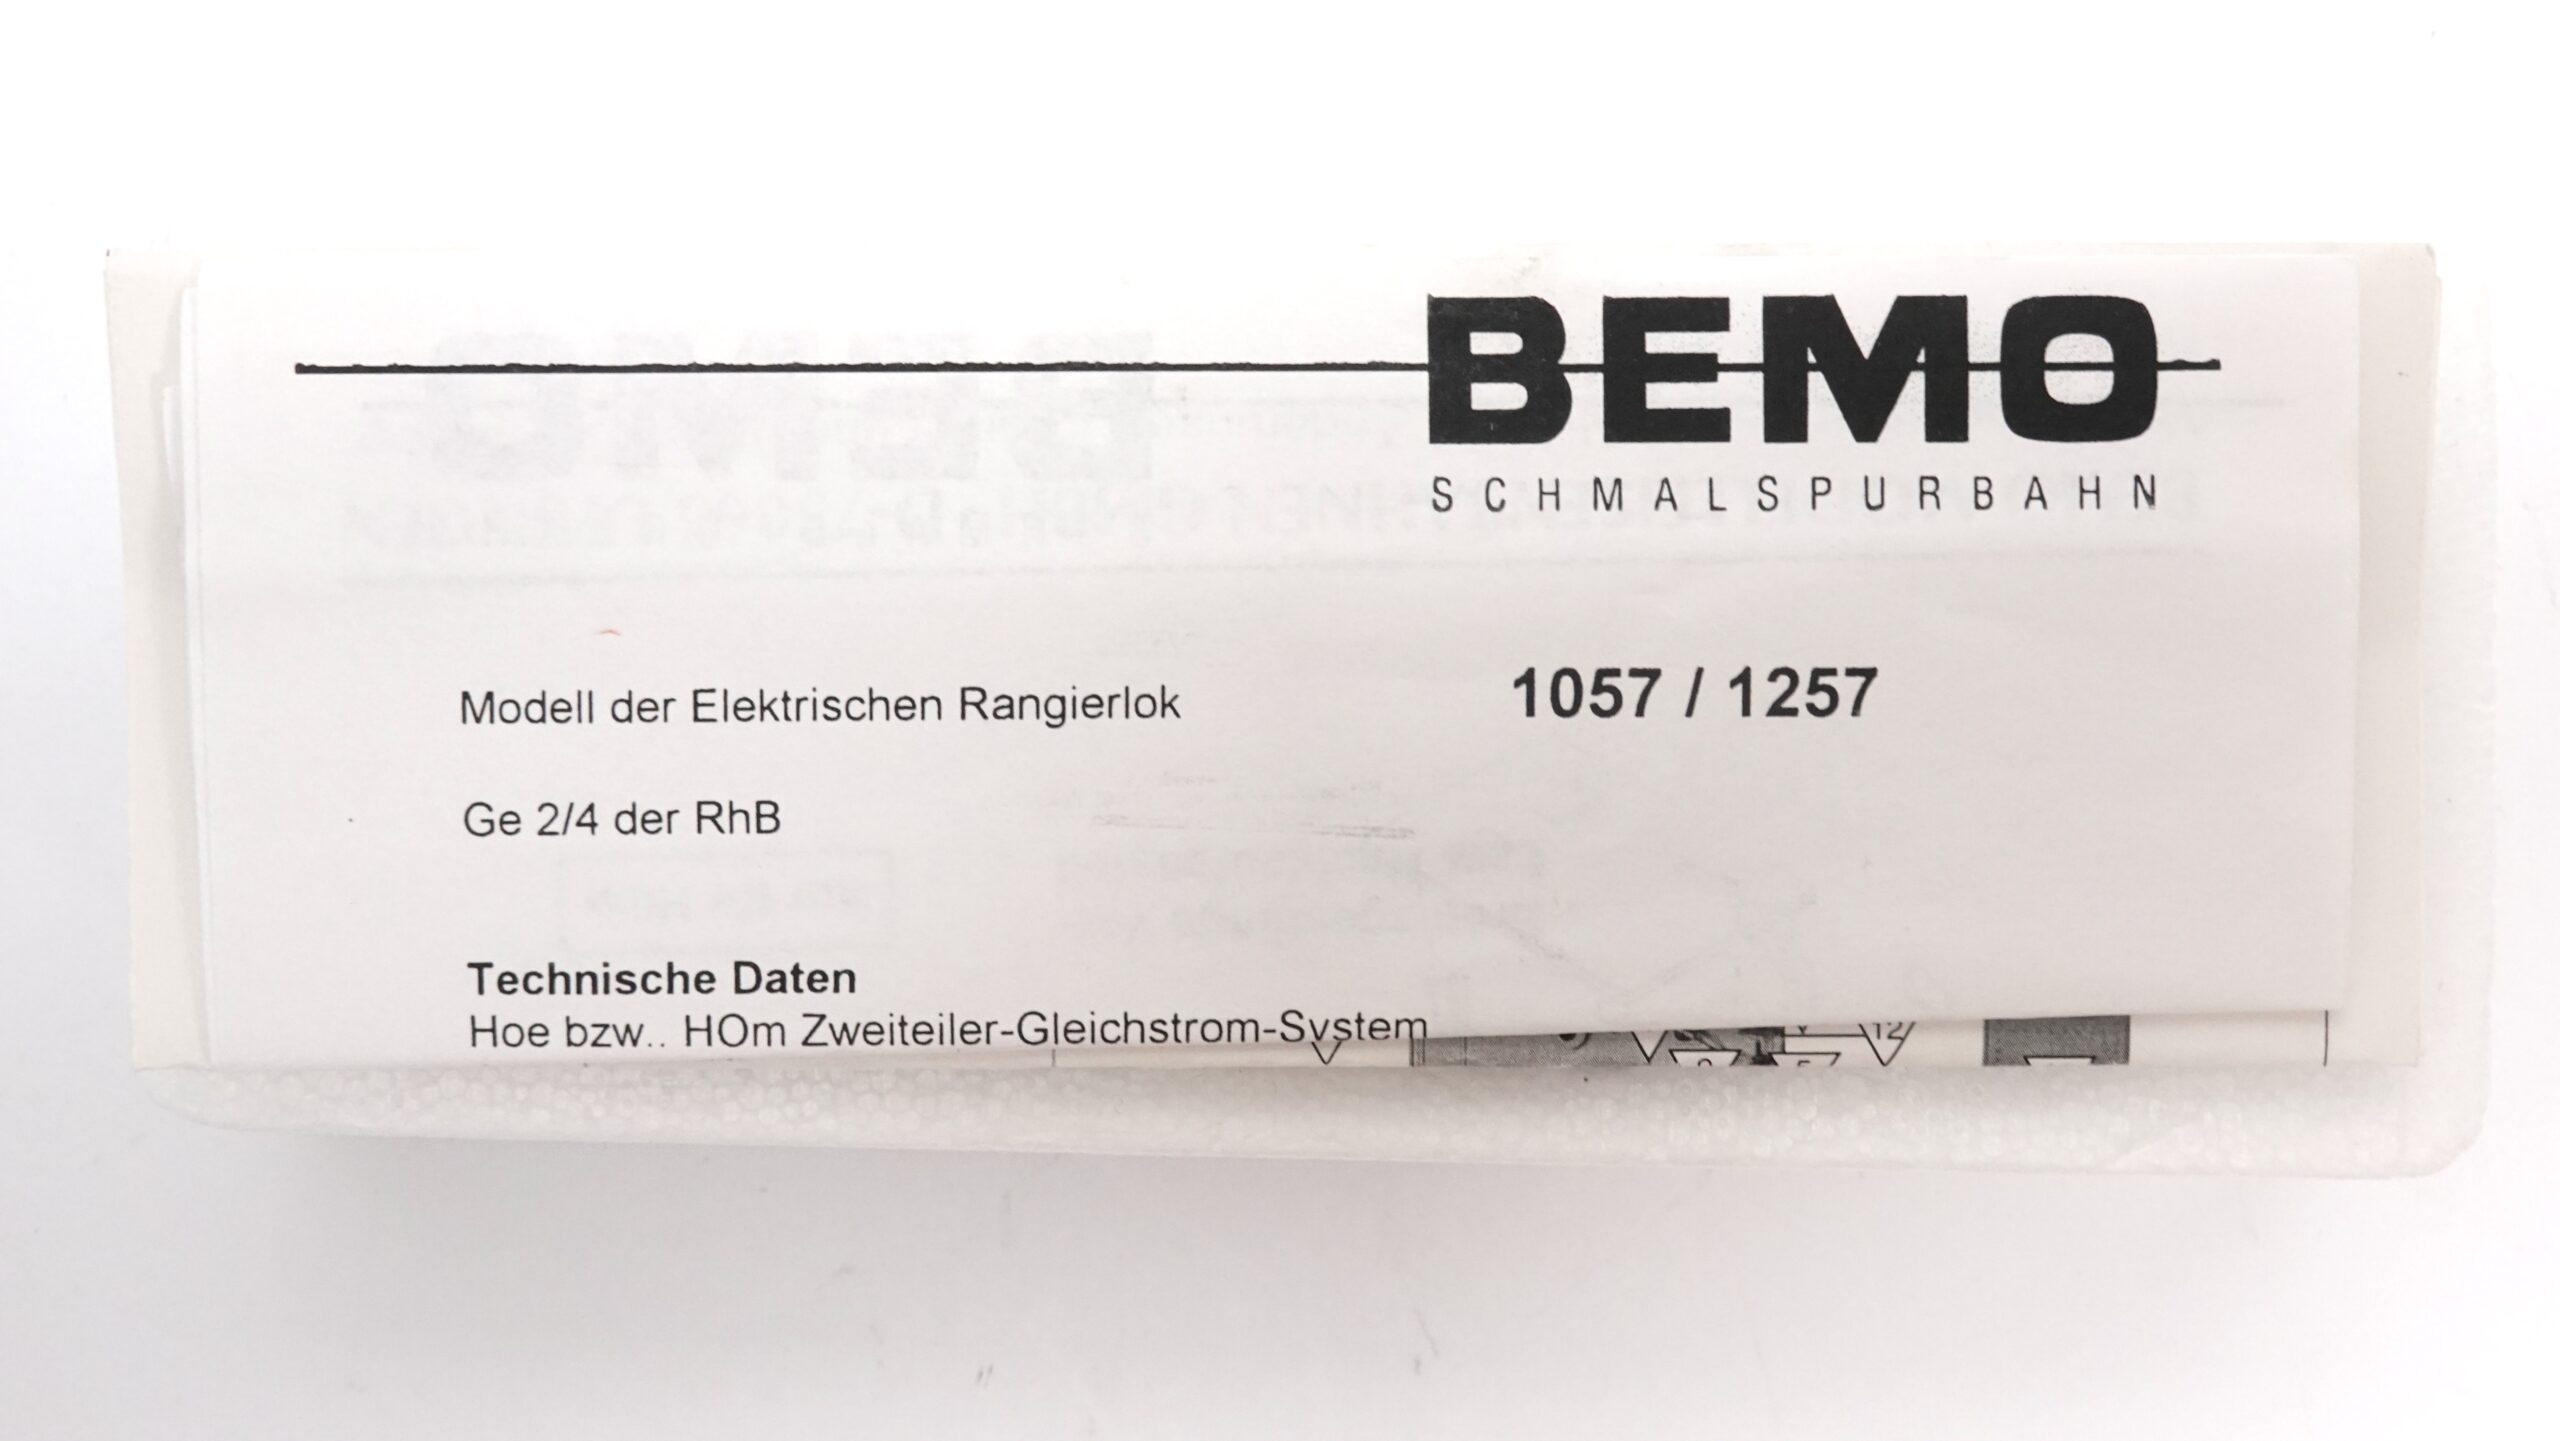 BEMO
SCHMALSPURBAHN
Modell der Elektrischen Rangierlok 1057 / 1257
Ge 2/4 der RhB
Technische Daten
Hoe bzw.. HOm Zweiteiler-Gleichstrom-System
12